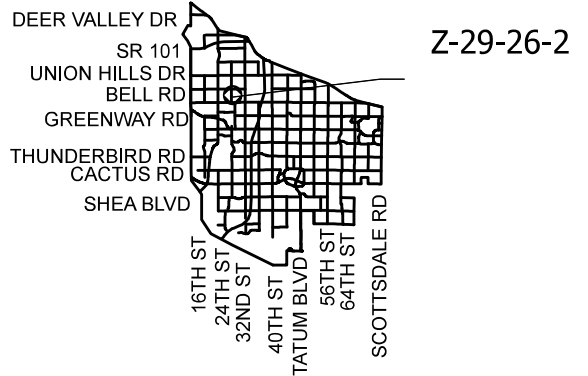 DEER VALLEY DR
Z-29-26-2
SR 101
UNION HILLS DR
BELL RD
GREENWAY RD
THUNDERBIRD RD
CACTUS RD
SHEA BLVD
16TH ST
24TH ST
32ND ST
40TH ST
TATUM BLVD
56TH ST
64TH ST
SCOTTSDALE RD